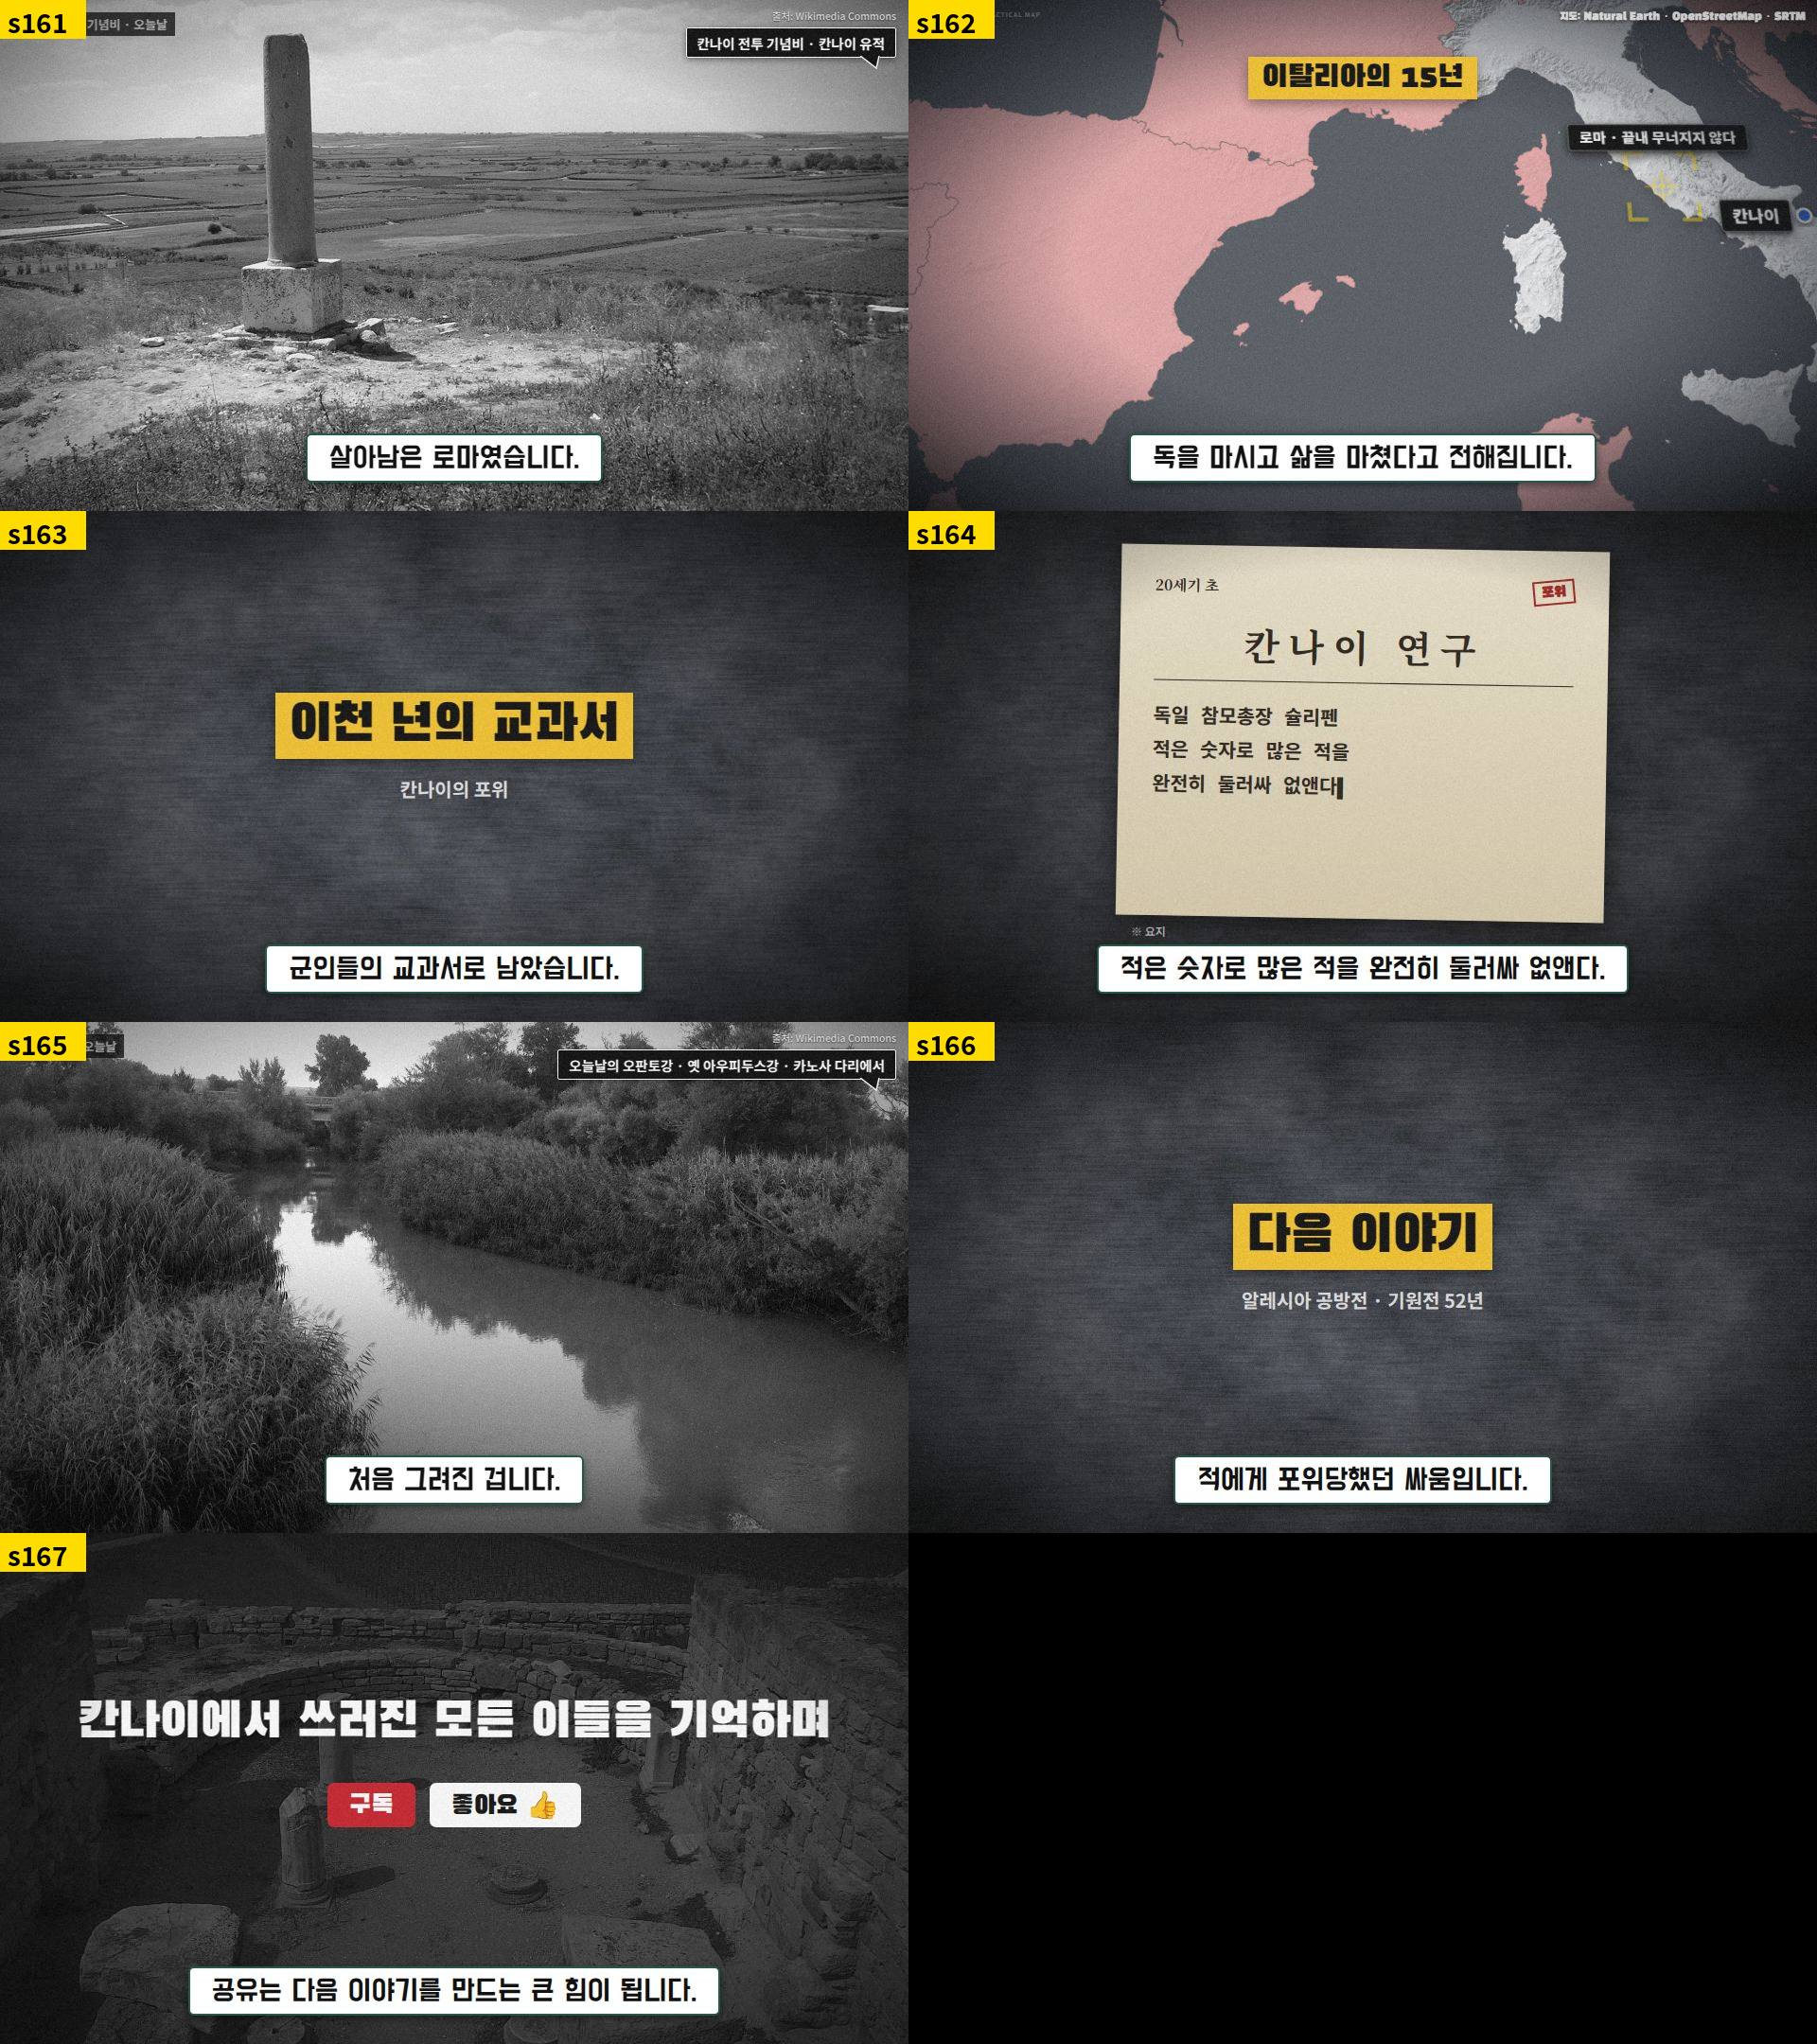 s161
기념비 · 오늘날
출처: Wikimedia Commons
칸나이 전투 기념비 · 칸나이 유적
살아남은 로마였습니다.
s162
TACTICAL MAP
지도: Natural Earth · OpenStreetMap · SRTM
이탈리아의 15년
로마 · 끝내 무너지지 않다
칸나이
독을 마시고 삶을 마쳤다고 전해집니다.
s163
이천 년의 교과서
칸나이의 포위
군인들의 교과서로 남았습니다.
s164
20세기 초
포위
칸나이 연구
독일 참모총장 슐리펜
적은 숫자로 많은 적을
완전히 둘러싸 없앤다
※ 요지
적은 숫자로 많은 적을 완전히 둘러싸 없앤다.
s165
오늘날
출처: Wikimedia Commons
오늘날의 오판토강 · 옛 아우피두스강 · 카노사 다리에서
처음 그려진 겁니다.
s166
다음 이야기
알레시아 공방전 · 기원전 52년
적에게 포위당했던 싸움입니다.
s167
칸나이에서 쓰러진 모든 이들을 기억하며
구독
좋아요 👍
공유는 다음 이야기를 만드는 큰 힘이 됩니다.